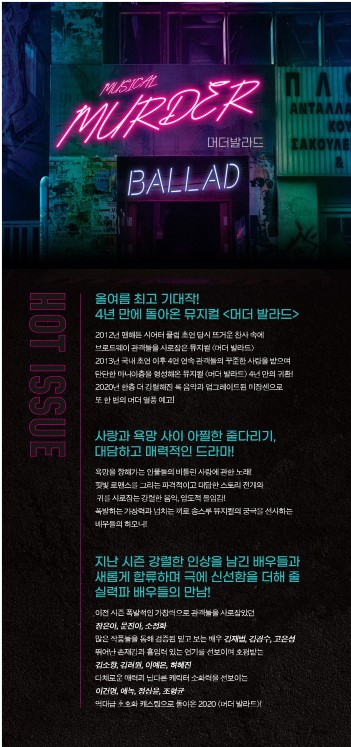 MUSICAL
MURDER
머더발라드
BALLAD
ΑΝΤΑΛΛΑ
ΚΟΥ
ΣΑΚΟΥΛΕ
&
HOT ISSUE
올여름 최고 기대작!
4년 만에 돌아온 뮤지컬 <머더 발라드>
2012년 맨해튼 시어터 클럽 초연 당시 뜨거운 찬사 속에
브로드웨이 관객들을 사로잡은 뮤지컬 <머더 발라드>
2013년 국내 초연 이후 4연 연속 관객들의 꾸준한 사랑을 받으며
탄탄한 마니아층을 형성해온 뮤지컬 <머더 발라드> 4년 만의 귀환!
2020년 한층 더 강렬해진 록 음악과 업그레이드된 미장센으로
또 한 번의 머더 열풍 예고!
사랑과 욕망 사이 아찔한 줄다리기,
대담하고 매력적인 드라마!
욕망을 향해가는 인물들의 비틀린 사랑에 관한 노래!
핏빛 로맨스를 그리는 파격적이고 대담한 스토리 전개와
귀를 사로잡는 강렬한 음악, 압도적 몰입감!
폭발하는 가창력과 넘치는 끼로 송스루 뮤지컬의 궁극을 선사하는
배우들의 하모니!
지난 시즌 강렬한 인상을 남긴 배우들과
새롭게 합류하며 극에 신선함을 더해 줄
실력파 배우들의 만남!
이전 시즌 폭발적인 가창력으로 관객들을 사로잡았던
장은아, 문진아, 소정화
많은 작품들을 통해 검증된 믿고 보는 배우 김재범, 김경수, 고은성
뛰어난 존재감과 흡입력 있는 연기를 선보이며 호평받는
김소향, 김려원, 이예은, 허혜진
다채로운 매력과 남다른 캐릭터 소화력을 선보이는
이건명, 에녹, 정상윤, 조형균
역대급 초호화 캐스팅으로 돌아온 2020 <머더 발라드>!